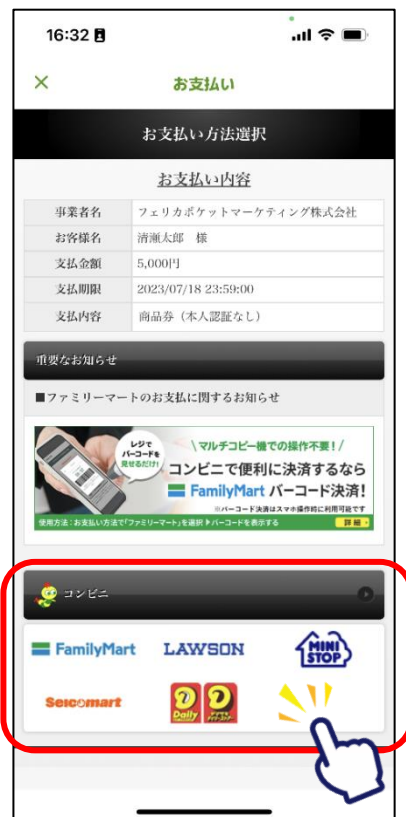 16:32
お支払い
お支払い方法選択
お支払い内容
事業者名 フェリカポケットマーケティング株式会社
お客様名 清瀬太郎 様
支払金額 5,000円
支払期限 2023/07/18 23:59:00
支払内容 商品券（本人認証なし）
重要なお知らせ
■ファミリーマートのお支払に関するお知らせ
レジで
バーコードを
見せるだけ!
\マルチコピー機での操作不要!/
コンビニで便利に決済するなら
FamilyMart バーコード決済!
※バーコード決済はスマホ操作時に利用可能です
使用方法：お支払い方法で「ファミリーマート」を選択▶バーコードを表示する 詳細
コンビニ
FamilyMart LAWSON MINI
STOP
Seicomart Daily